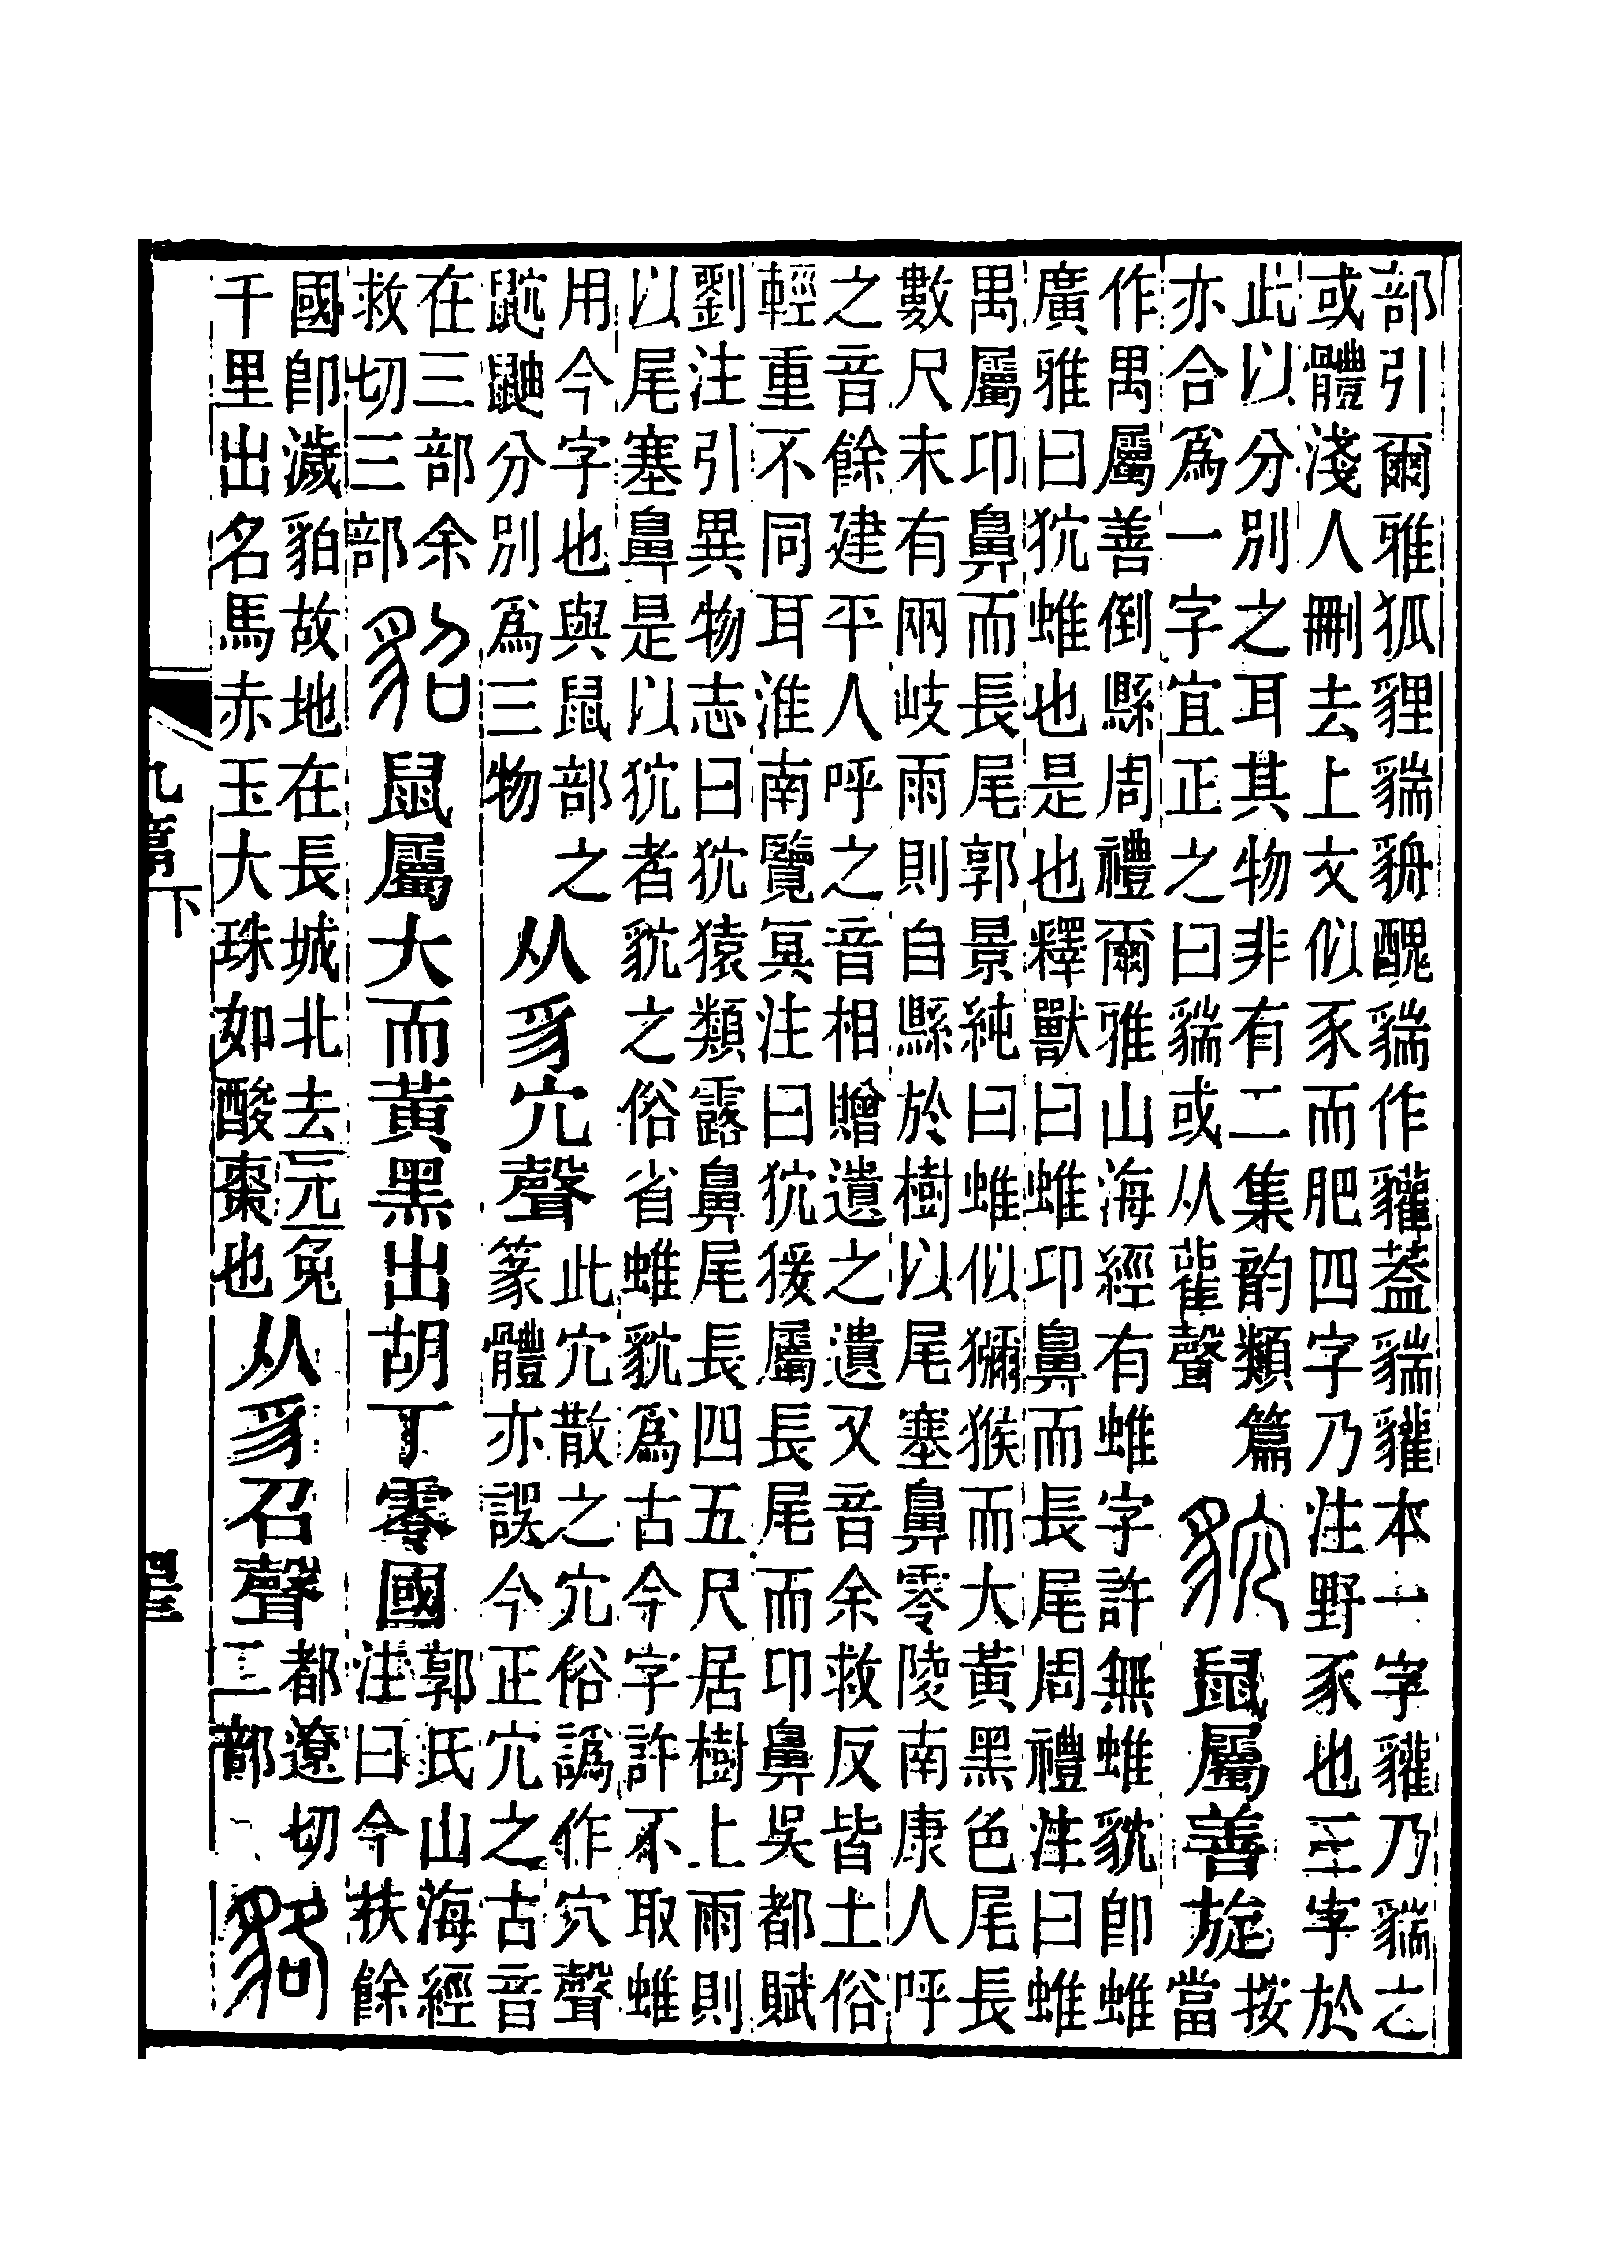 部引爾雅狐貍貒貈醜貒作貛蓋貒貛本一字貛乃貒之
或體淺人刪去上文似豕而肥四字乃注野豕也三字於
此以分別之耳其物非有二集韵類篇
亦合爲一字宜正之曰貒或从雚聲
貁
鼠屬善旋
按
當
作禺屬善倒縣周禮爾雅山海經有蜼字許無蜼貁卽蜼
廣雅曰狖蜼也是也釋獸曰蜼卬鼻而長尾周禮注曰蜼
禺屬卬鼻而長尾郭景純曰蜼似獼猴而大黃黑色尾長
數尺末有兩岐雨則自縣於樹以尾塞鼻零陵南康人呼
之音餘建平人呼之音相贈遺之遺又音余救反皆土俗
輕重不同耳淮南覽冥注曰狖猨屬長尾而卬鼻吳都賦
劉注引異物志曰狖猿類露鼻尾長四五尺居樹上雨則
以尾塞鼻是以狖者貁之俗省蜼貁爲古今字許不取蜼
用今字也與鼠部之
鼣鼬分別爲三物
从豸穴聲
此穴散之宂俗譌作穴聲
篆體亦誤今正穴之古音
在三部余
救切三部
貂
鼠屬大而黃黑出胡丁零國
郭氏山海經
注曰今扶餘
國卽濊貊故地在長城北去元菟
千里出名馬赤玉大珠如酸棗也
从豸召聲
都遼切
二部
貉
九篇下